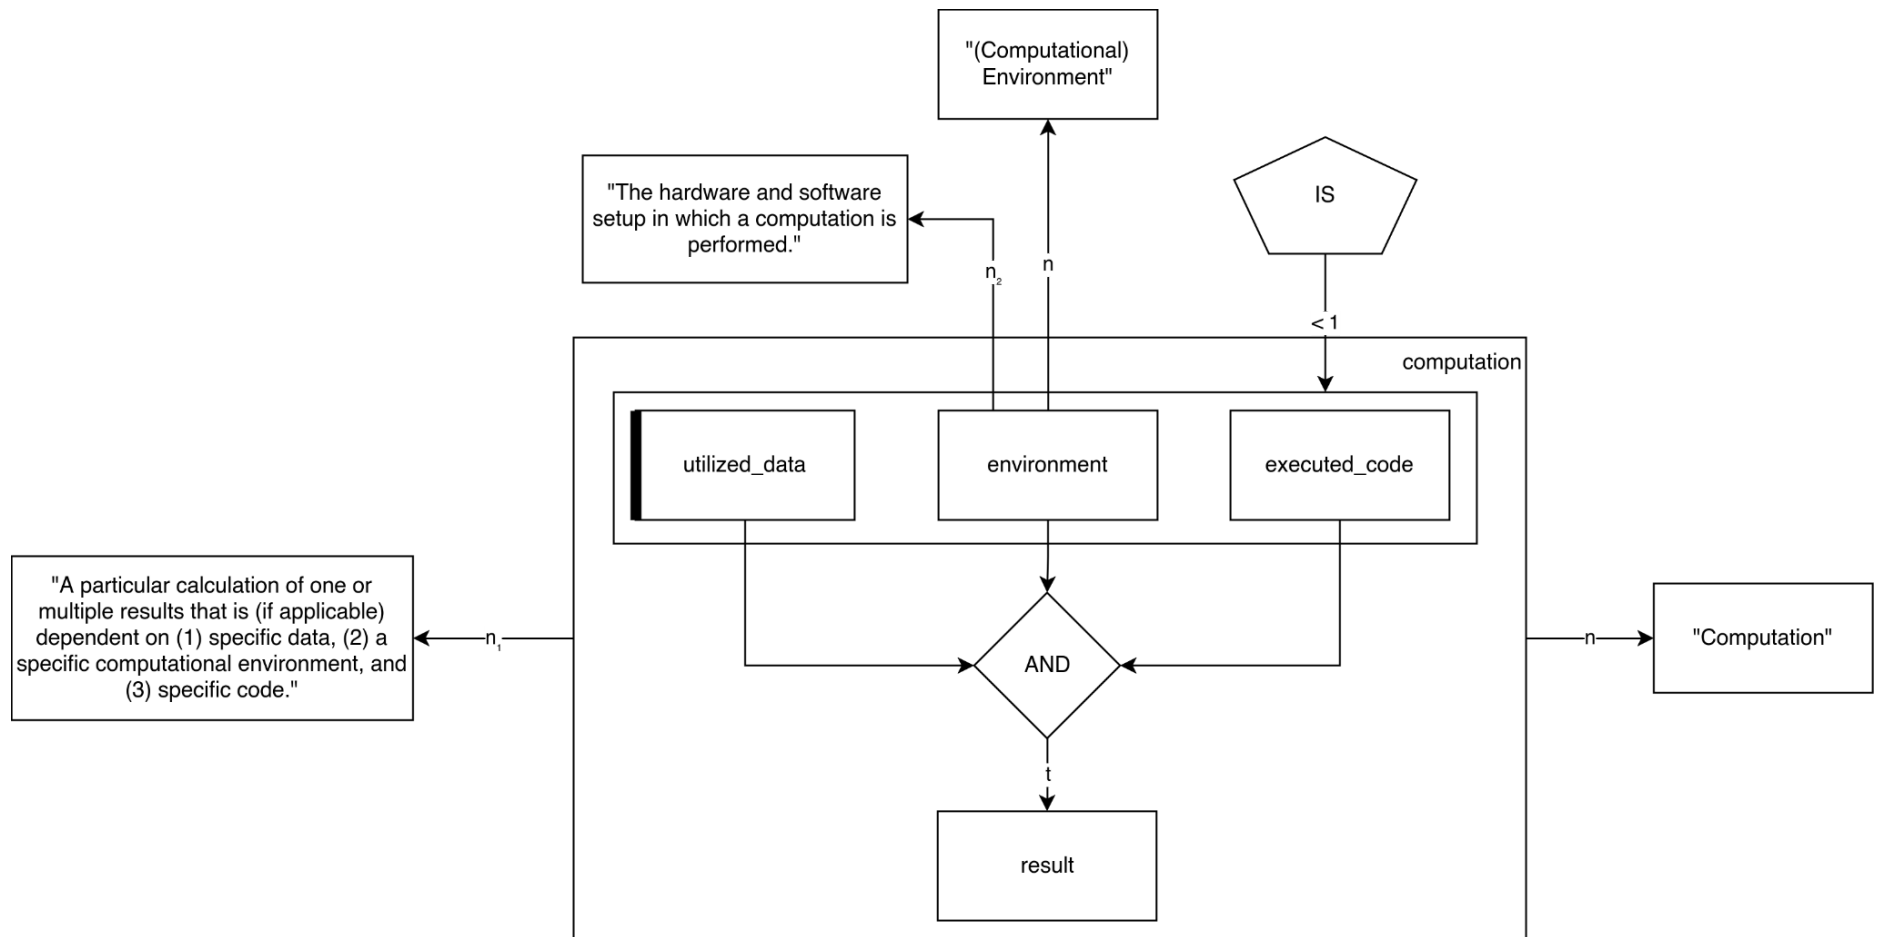 "(Computational)
Environment"
"The hardware and software
setup in which a computation is
performed."
IS
n₂
n
< 1
computation
utilized_data
environment
executed_code
"A particular calculation of one or
multiple results that is (if applicable)
dependent on (1) specific data, (2) a
specific computational environment, and
(3) specific code."
n₁
AND
n
"Computation"
t
result